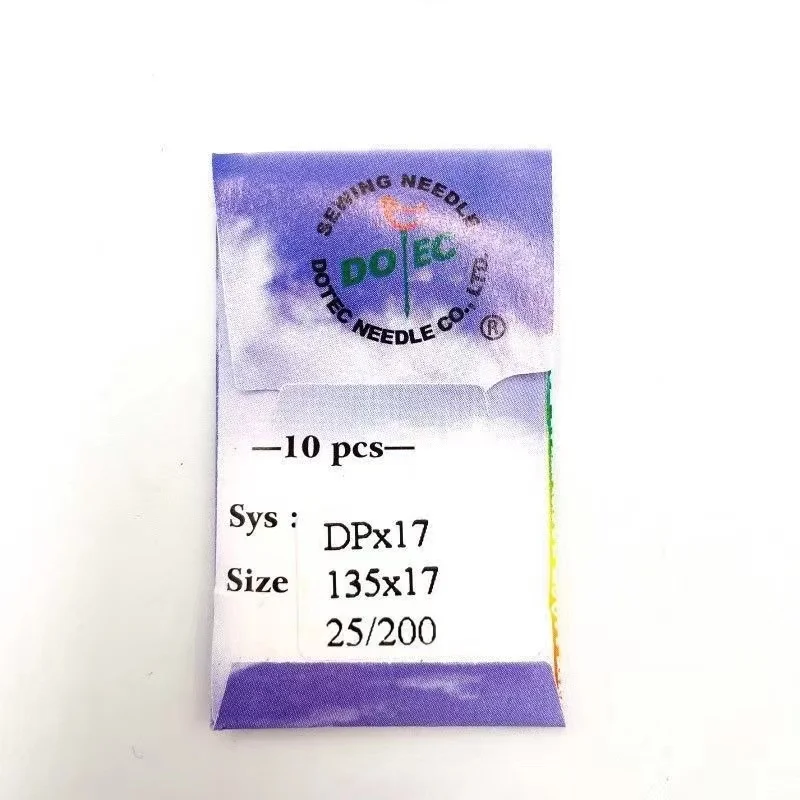 SEWING NEEDLE
DOTEC
DOTEC NEEDLE CO., LTD.
®
—10 pcs—
Sys : DPx17
Size 135x17
25/200